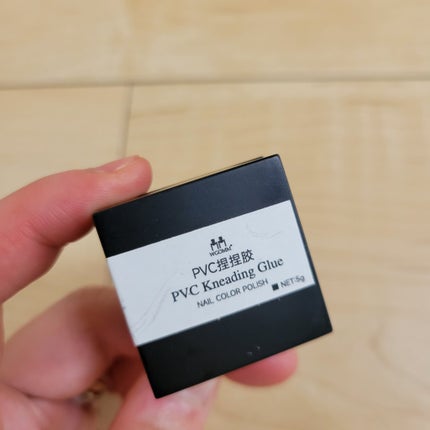 PVC捏捏胶
PVC Kneading Glue
NAIL COLOR POLISH ■ NET:5g